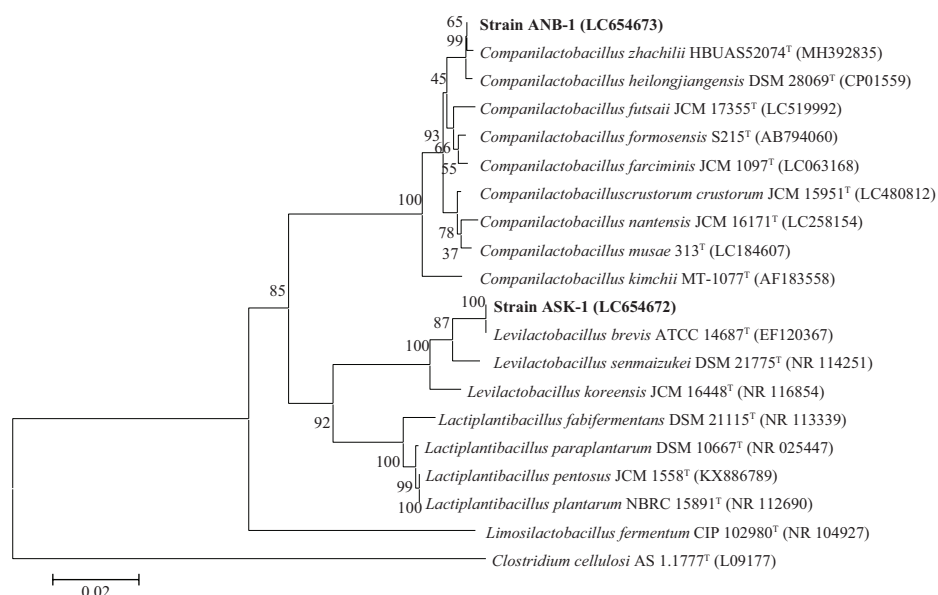 65
Strain ANB-1 (LC654673)
99
Companilactobacillus zhachilii HBUAS52074ᵀ (MH392835)
45
Companilactobacillus heilongjiangensis DSM 28069ᵀ (CP01559)
Companilactobacillus futsaii JCM 17355ᵀ (LC519992)
93
Companilactobacillus formosensis S215ᵀ (AB794060)
66
55
Companilactobacillus farciminis JCM 1097ᵀ (LC063168)
100
Companilactobacilluscrustorum crustorum JCM 15951ᵀ (LC480812)
Companilactobacillus nantensis JCM 16171ᵀ (LC258154)
78
37
Companilactobacillus musae 313ᵀ (LC184607)
Companilactobacillus kimchii MT-1077ᵀ (AF183558)
85
100
Strain ASK-1 (LC654672)
87
Levilactobacillus brevis ATCC 14687ᵀ (EF120367)
100
Levilactobacillus senmaizukei DSM 21775ᵀ (NR 114251)
Levilactobacillus koreensis JCM 16448ᵀ (NR 116854)
92
Lactiplantibacillus fabifermentans DSM 21115ᵀ (NR 113339)
Lactiplantibacillus paraplantarum DSM 10667ᵀ (NR 025447)
100
Lactiplantibacillus pentosus JCM 1558ᵀ (KX886789)
99
100
Lactiplantibacillus plantarum NBRC 15891ᵀ (NR 112690)
Limosilactobacillus fermentum CIP 102980ᵀ (NR 104927)
Clostridium cellulosi AS 1.1777ᵀ (L09177)
0.02